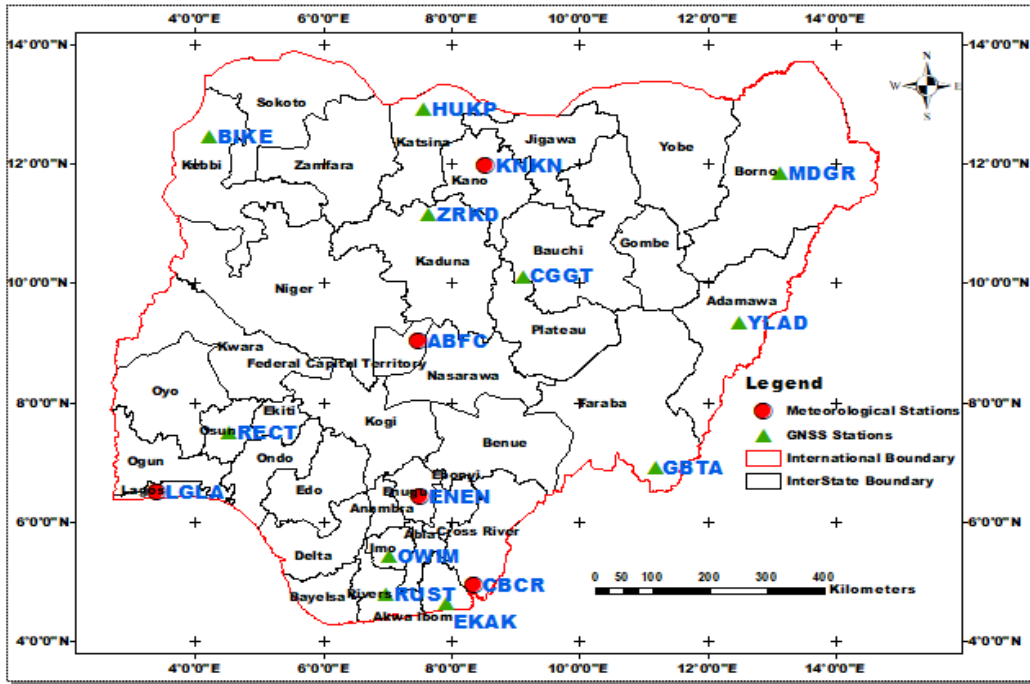 4°0'0"E 6°0'0"E 8°0'0"E 10°0'0"E 12°0'0"E 14°0'0"E
14°0'0"N 14°0'0"N
N
W E
S
Sokoto
HUKP
BIKE
Katsina
Jigawa
Yobe
12°0'0"N 12°0'0"N
Kebbi
Zamfara
KNKN
Kano
Borno
MDGR
ZRKD
Kaduna
Bauchi
Gombe
CGGT
10°0'0"N 10°0'0"N
Niger
Adamawa
YLAD
Plateau
ABFC
Kwara
Federal Capital Territory
Nasarawa
Oyo
Legend
8°0'0"N 8°0'0"N
Taraba
Meteorological Stations
GNSS Stations
International Boundary
InterState Boundary
Ekiti
Kogi
Osun
RECT
Benue
Ogun
Ondo
GBTA
Ebonyi
Lagos
LGLA
Edo
Enugu
ENEN
Anambra
6°0'0"N 6°0'0"N
Abia
Cross River
Delta
Imo
OWIM
CBCR
0 50 100 200 300 400
Kilometers
Bayelsa
Rivers
RUST
Akwa Ibom
EKAK
4°0'0"N 4°0'0"N
4°0'0"E 6°0'0"E 8°0'0"E 10°0'0"E 12°0'0"E 14°0'0"E